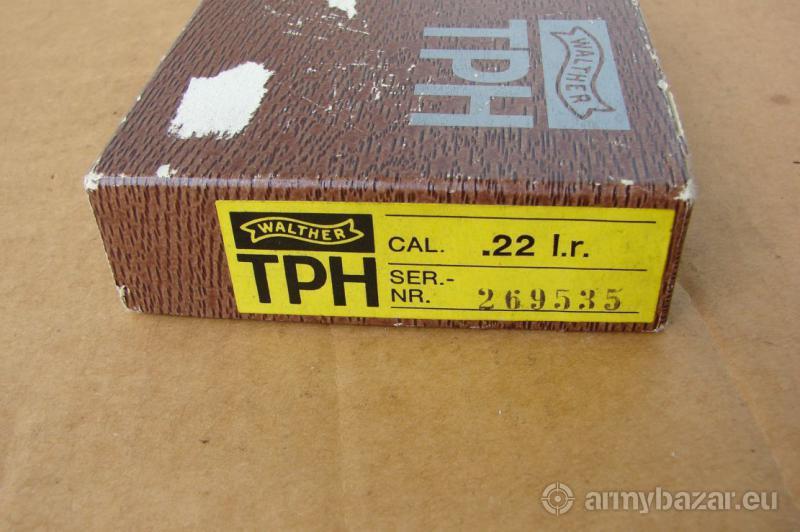 WALTHER
TPH
WALTHER
TPH
CAL. .22 l.r.
SER.-
NR. 269535
armybazar.eu